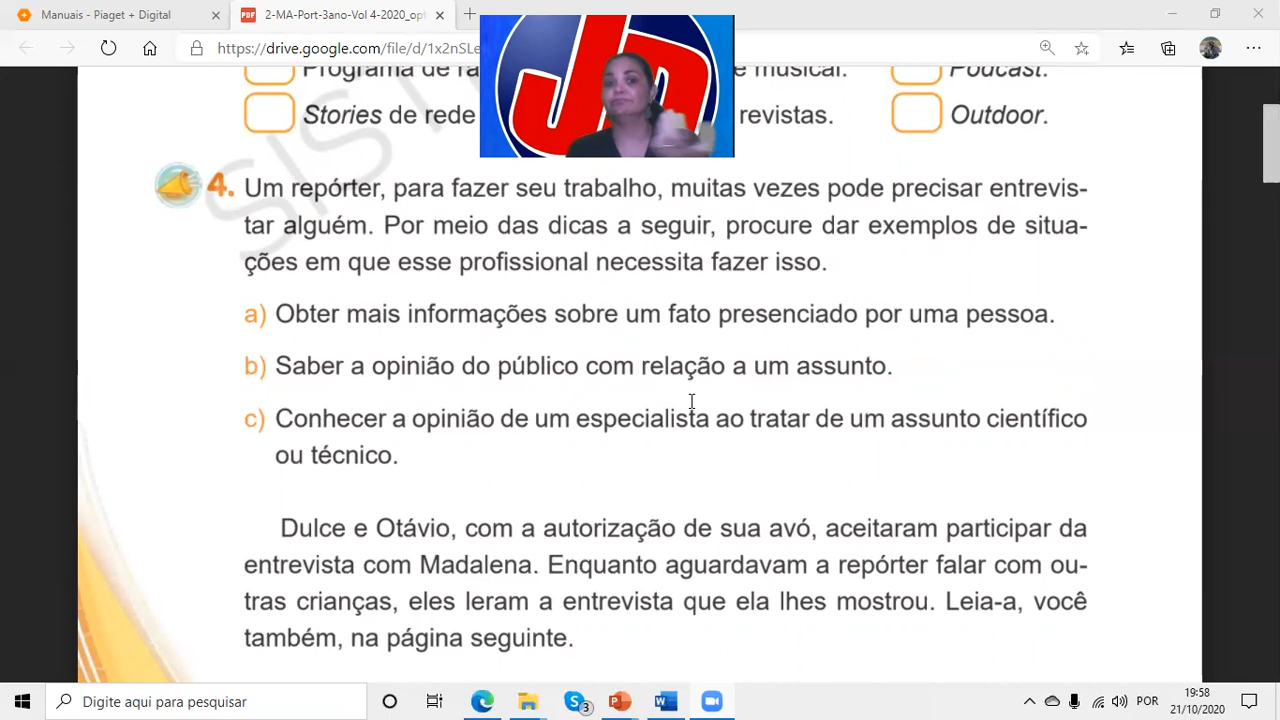 Manuais - Piaget + Digital
2-MA-Port-3ano-Vol 4-2020_op
https://drive.google.com/file/d/1x2nSLe
Programa de
musical.
Podcast.
Stories de rede
revistas.
Outdoor.
SIST
4. Um repórter, para fazer seu trabalho, muitas vezes pode precisar entrevis-
tar alguém. Por meio das dicas a seguir, procure dar exemplos de situa-
ções em que esse profissional necessita fazer isso.
a) Obter mais informações sobre um fato presenciado por uma pessoa.
b) Saber a opinião do público com relação a um assunto.
c) Conhecer a opinião de um especialista ao tratar de um assunto científico
ou técnico.
Dulce e Otávio, com a autorização de sua avó, aceitaram participar da
entrevista com Madalena. Enquanto aguardavam a repórter falar com ou-
tras crianças, eles leram a entrevista que ela lhes mostrou. Leia-a, você
também, na página seguinte.
Digite aqui para pesquisar
3
POR
19:58
21/10/2020